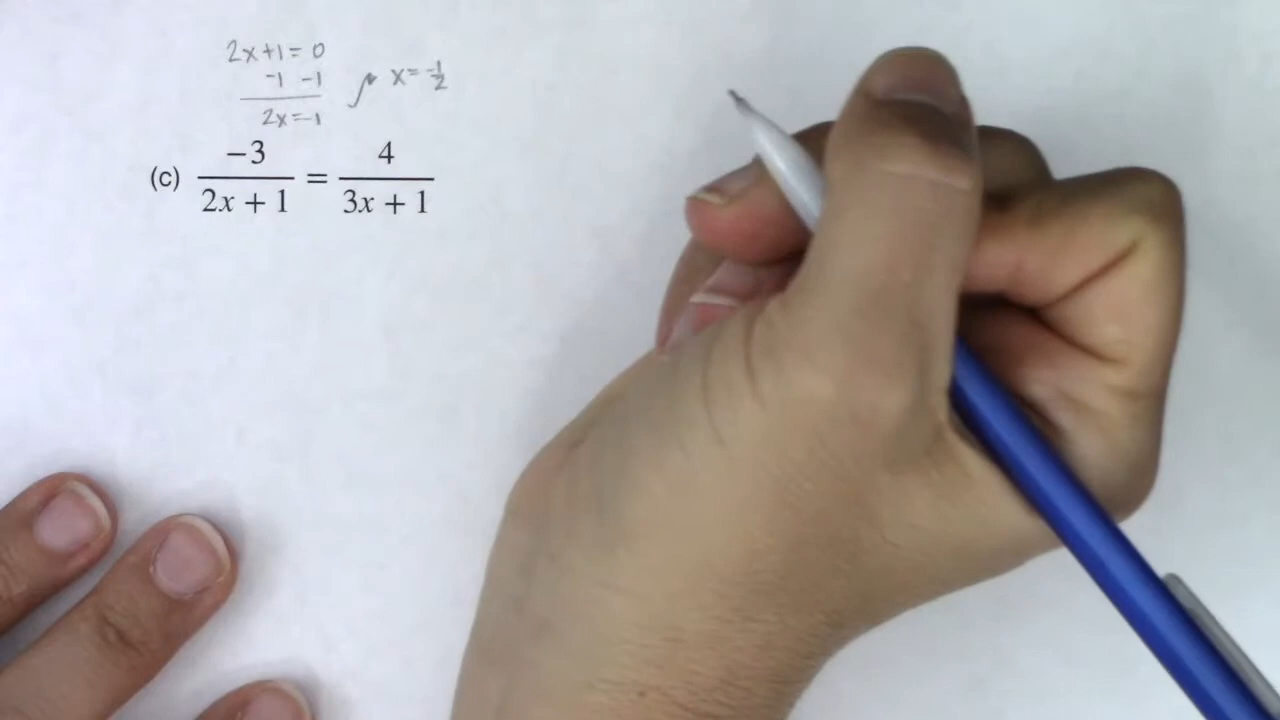 2x+1=0
-1 -1
2x=-1
x=-1/2
(c) -3/(2x + 1) = 4/(3x + 1)